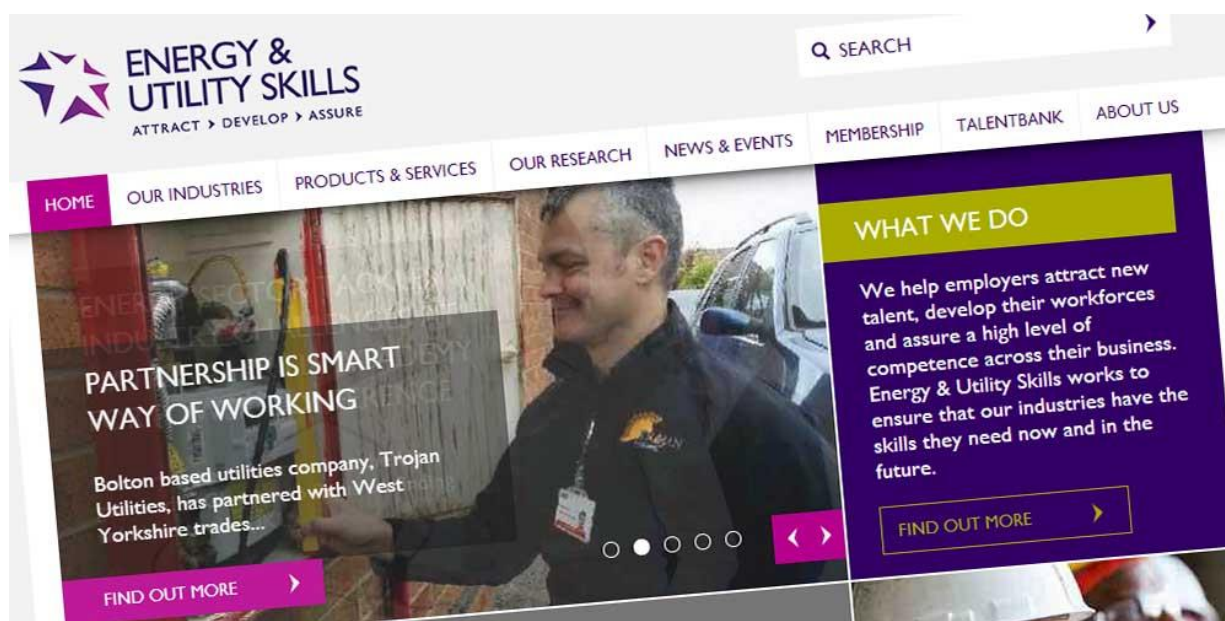 ENERGY &
UTILITY SKILLS
ATTRACT > DEVELOP > ASSURE
SEARCH
HOME
OUR INDUSTRIES
PRODUCTS & SERVICES
OUR RESEARCH
NEWS & EVENTS
MEMBERSHIP
TALENTBANK
ABOUT US
PARTNERSHIP IS SMART
WAY OF WORKING
Bolton based utilities company, Trojan
Utilities, has partnered with West
Yorkshire trades...
FIND OUT MORE
WHAT WE DO
We help employers attract new
talent, develop their workforces
and assure a high level of
competence across their business.
Energy & Utility Skills works to
ensure that our industries have the
skills they need now and in the
future.
FIND OUT MORE